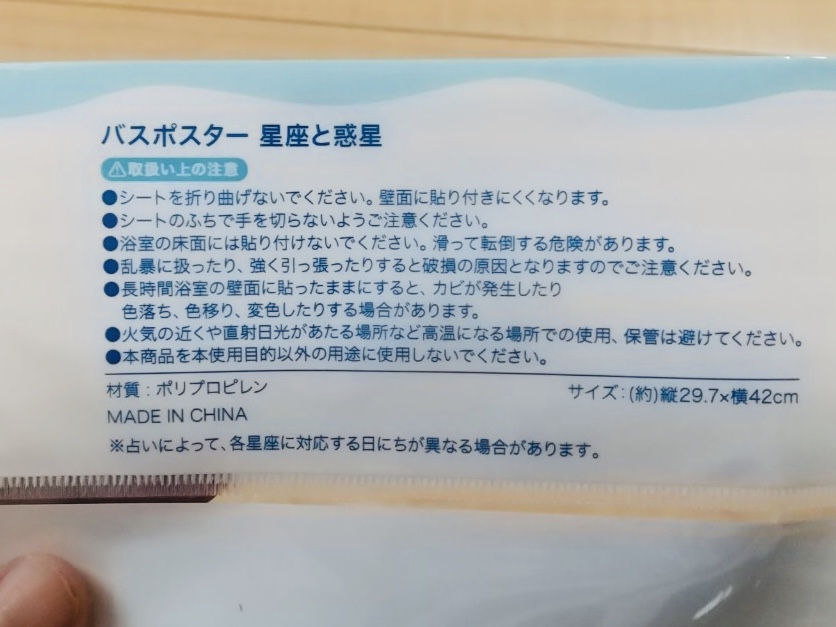 バスポスター 星座と惑星
⚠取扱い上の注意
●シートを折り曲げないでください。壁面に貼り付きにくくなります。
●シートのふちで手を切らないようご注意ください。
●浴室の床面には貼り付けないでください。滑って転倒する危険があります。
●乱暴に扱ったり、強く引っ張ったりすると破損の原因となりますのでご注意ください。
●長時間浴室の壁面に貼ったままにすると、カビが発生したり
色落ち、色移り、変色したりする場合があります。
●火気の近くや直射日光があたる場所など高温になる場所での使用、保管は避けてください。
●本商品を本使用目的以外の用途に使用しないでください。
材質：ポリプロピレン
サイズ：(約)縦29.7×横42cm
MADE IN CHINA
※占いによって、各星座に対応する日にちが異なる場合があります。